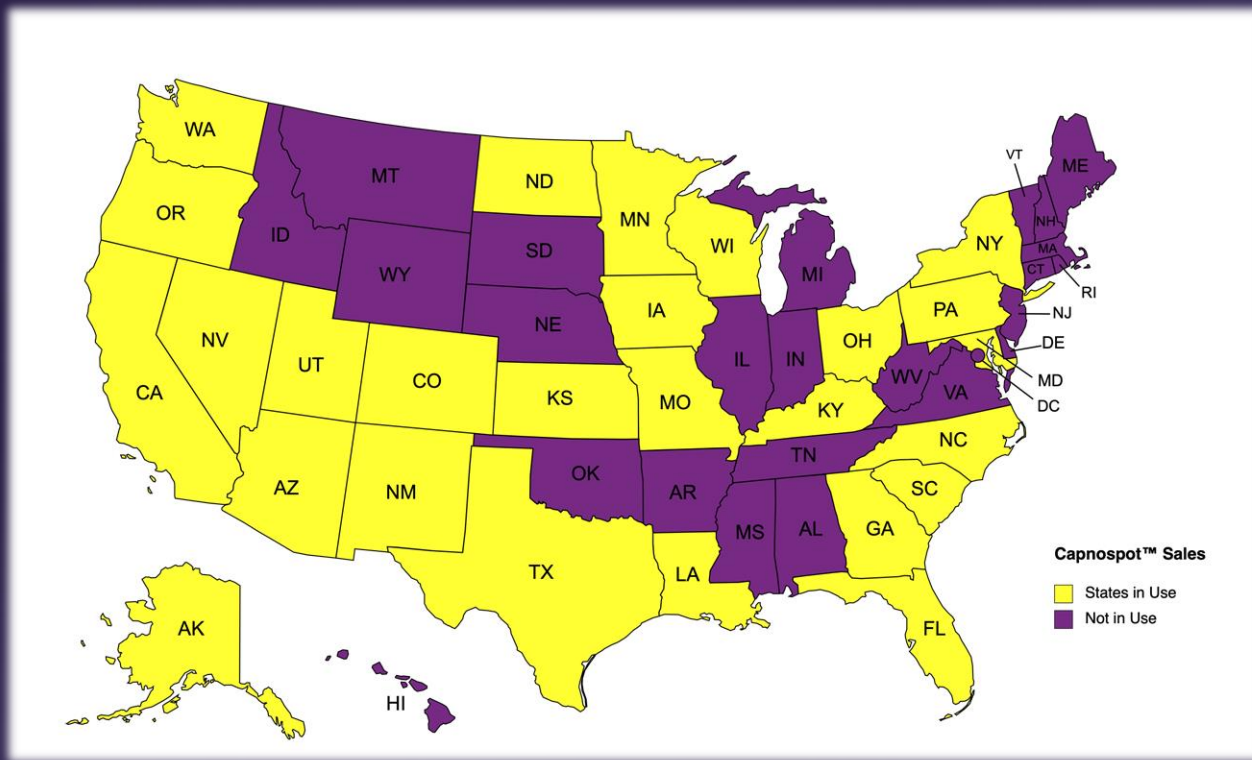 WA
MT
ND
MN
VT
ME
OR
ID
SD
WI
NY
NH
MA
WY
MI
CT
RI
NE
IA
PA
NJ
NV
UT
CO
IL
IN
OH
DE
CA
KS
MO
WV
VA
MD
KY
DC
AZ
NM
OK
AR
TN
NC
SC
MS
AL
GA
TX
LA
Capnospot™ Sales
States in Use
Not in Use
AK
FL
HI